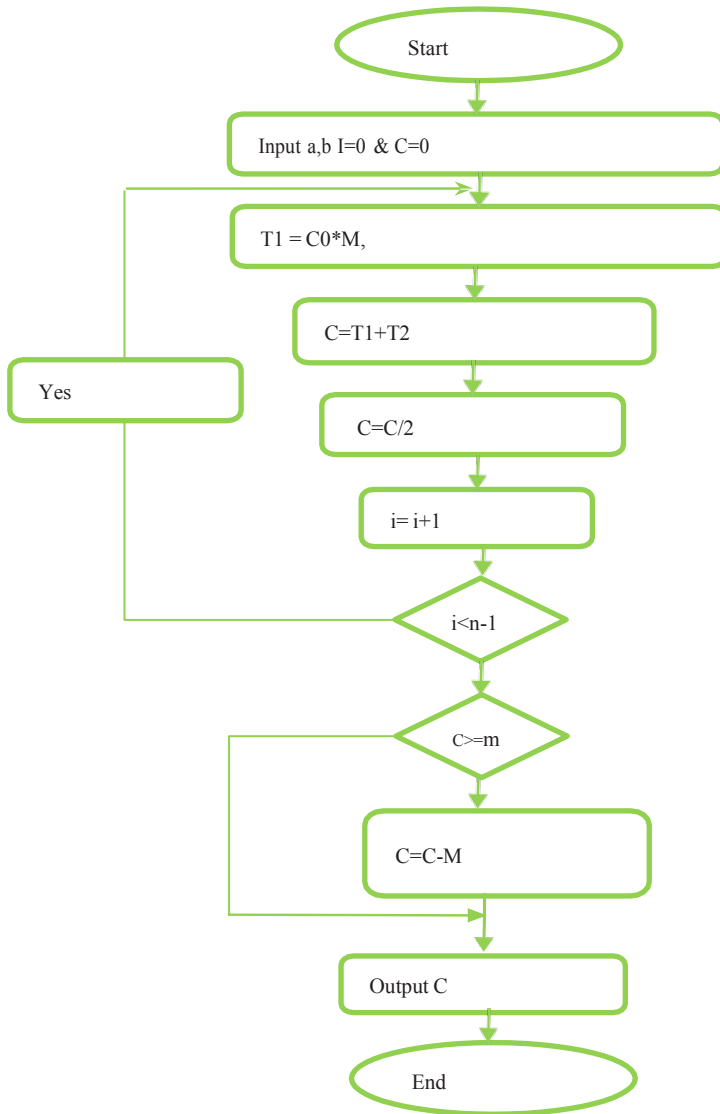 Start
Input a,b I=0 & C=0
T1 = C0*M,
C=T1+T2
Yes
C=C/2
i= i+1
i<n-1
C>=m
C=C-M
Output C
End